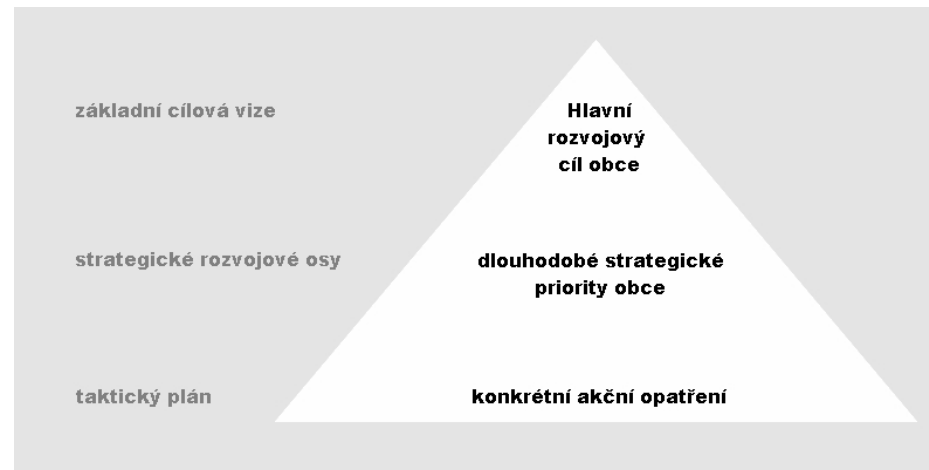 základní cílová vize
Hlavní
rozvojový
cíl obce
strategické rozvojové osy
dlouhodobé strategické
priority obce
taktický plán
konkrétní akční opatření